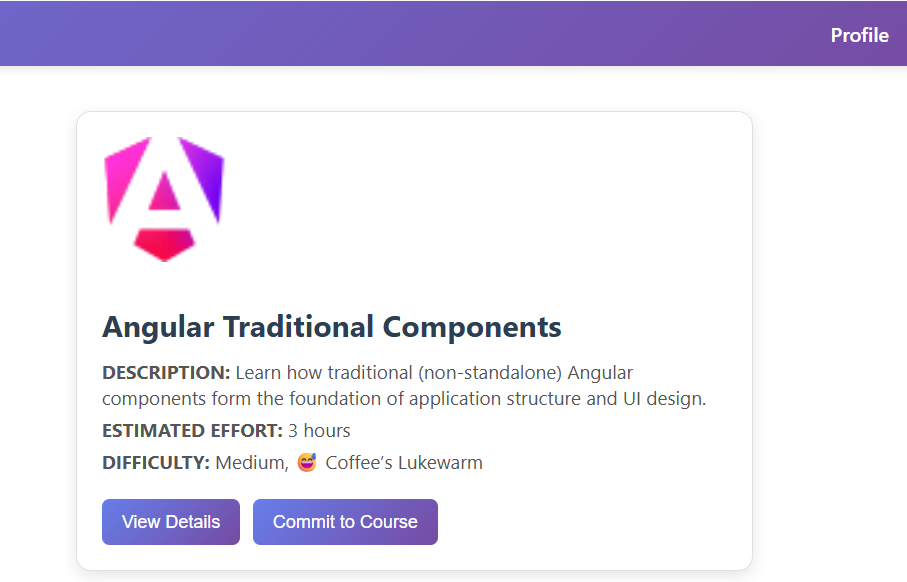 Profile
Angular Traditional Components
DESCRIPTION: Learn how traditional (non-standalone) Angular
components form the foundation of application structure and UI design.
ESTIMATED EFFORT: 3 hours
DIFFICULTY: Medium, 😅 Coffee’s Lukewarm
View Details
Commit to Course